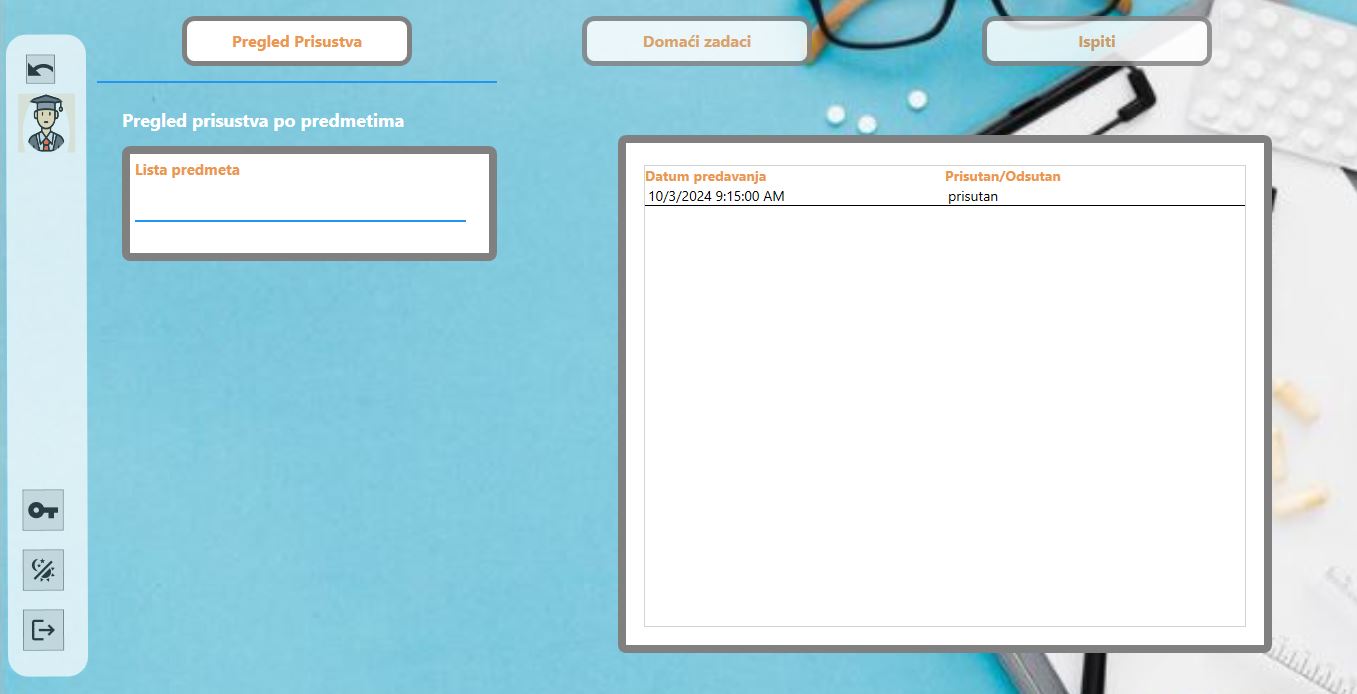 Pregled Prisustva
Domaći zadaci
Ispiti
Pregled prisustva po predmetima
Lista predmeta
Datum predavanja Prisutan/Odsutan
10/3/2024 9:15:00 AM prisutan